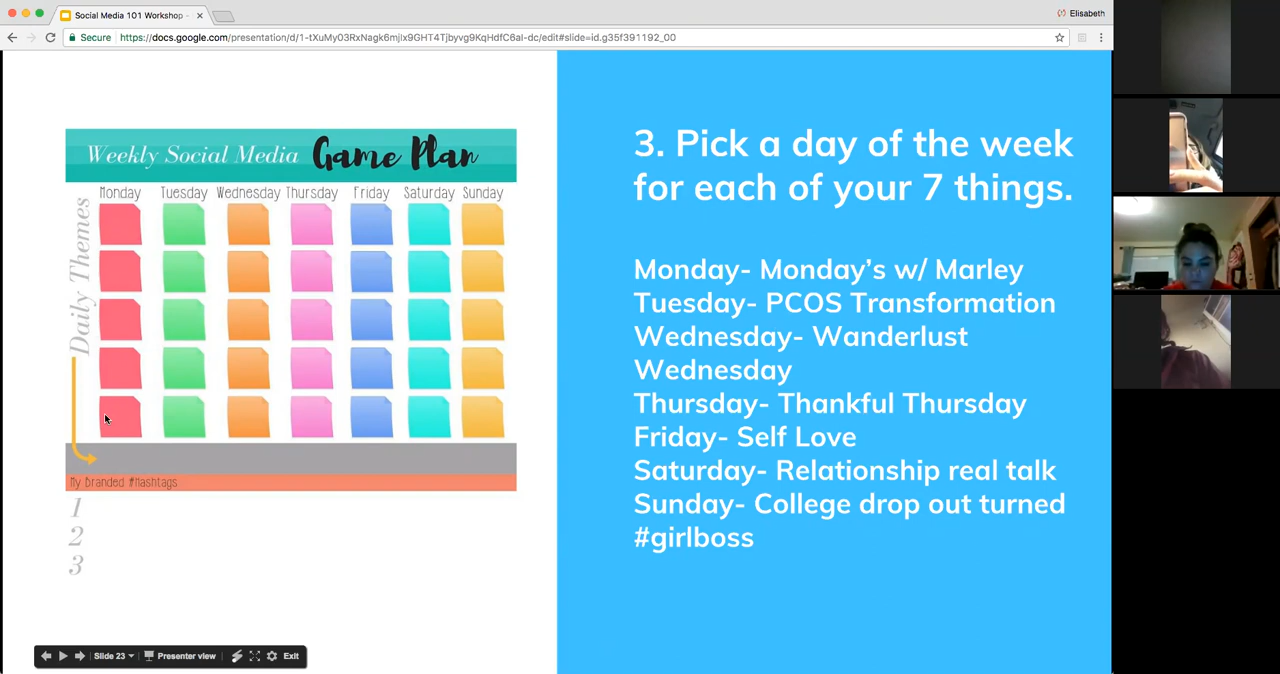 Social Media 101 Workshop -
Elisabeth
Secure https://docs.google.com/presentation/d/1-tXuMy03RxNagk6mjIx9GHT4Tjbyvg9KqHdfC6aI-dc/edit#slide=id.g35f391192_00
Weekly Social Media Game Plan
Monday Tuesday Wednesday Thursday Friday Saturday Sunday
Daily Themes
My Branded #Hashtags
1
2
3
3. Pick a day of the week
for each of your 7 things.
Monday- Monday's w/ Marley
Tuesday- PCOS Transformation
Wednesday- Wanderlust
Wednesday
Thursday- Thankful Thursday
Friday- Self Love
Saturday- Relationship real talk
Sunday- College drop out turned
#girlboss
Slide 23 Presenter view Exit